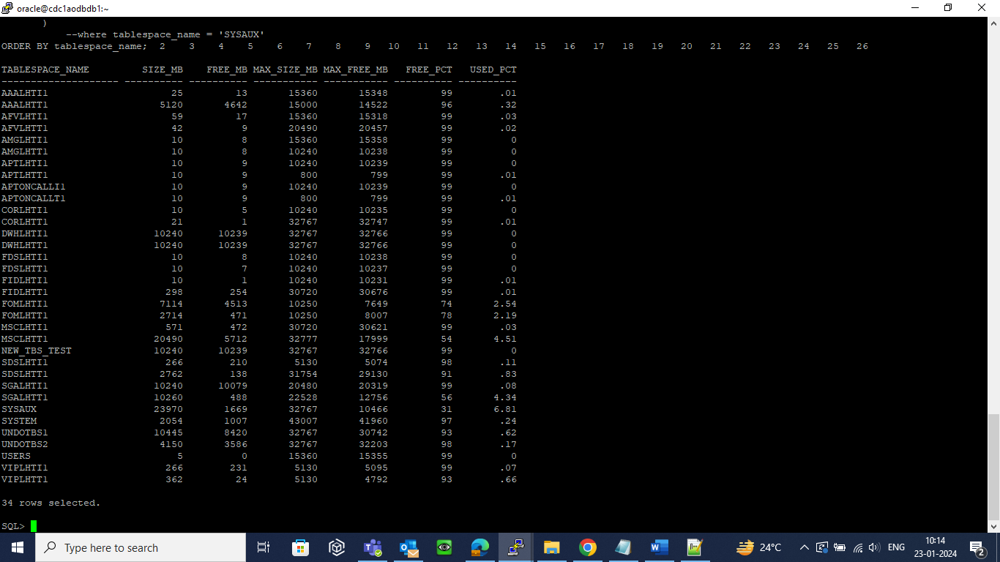 oracle@cdc1aodbdb1:~
)
--where tablespace_name = 'SYSAUX'
ORDER BY tablespace_name;  2    3    4    5    6    7    8    9   10   11   12   13   14   15   16   17   18   19   20   21   22   23   24   25   26
TABLESPACE_NAME SIZE_MB FREE_MB MAX_SIZE_MB MAX_FREE_MB FREE_PCT USED_PCT
-------------------- ---------- ---------- ----------- ----------- ---------- ----------
AAALHTI1 25 13 15360 15348 99 .01
AAALHTT1 5120 4642 15000 14522 96 .32
AFVLHTI1 59 17 15360 15318 99 .03
AFVLHTT1 42 9 20490 20457 99 .02
AMGLHTI1 10 8 15360 15358 99 0
AMGLHTT1 10 8 10240 10238 99 0
APTLHTI1 10 9 10240 10239 99 0
APTLHTT1 10 9 800 799 99 .01
APTONCALLI1 10 9 10240 10239 99 0
APTONCALLT1 10 9 800 799 99 .01
CORLHTI1 10 5 10240 10235 99 0
CORLHTT1 21 1 32767 32747 99 .01
DWHLHTI1 10240 10239 32767 32766 99 0
DWHLHTT1 10240 10239 32767 32766 99 0
FDSLHTI1 10 8 10240 10238 99 0
FDSLHTT1 10 7 10240 10237 99 0
FIDLHTI1 10 1 10240 10231 99 .01
FIDLHTT1 298 254 30720 30676 99 .01
FOMLHTI1 7114 4513 10250 7649 74 2.54
FOMLHTT1 2714 471 10250 8007 78 2.19
MSCLHTI1 571 472 30720 30621 99 .03
MSCLHTT1 20490 5712 32777 17999 54 4.51
NEW_TBS_TEST 10240 10239 32767 32766 99 0
SDSLHTI1 266 210 5130 5074 98 .11
SDSLHTT1 2762 138 31754 29130 91 .83
SGALHTI1 10240 10079 20480 20319 99 .08
SGALHTT1 10260 488 22528 12756 56 4.34
SYSAUX 23970 1669 32767 10466 31 6.81
SYSTEM 2054 1007 43007 41960 97 .24
UNDOTBS1 10445 8420 32767 30742 93 .62
UNDOTBS2 4150 3586 32767 32203 98 .17
USERS 5 0 15360 15355 99 0
VIPLHTI1 266 231 5130 5095 99 .07
VIPLHTT1 362 24 5130 4792 93 .66
34 rows selected.
SQL>
Type here to search
24°C
ENG
10:14
23-01-2024
2